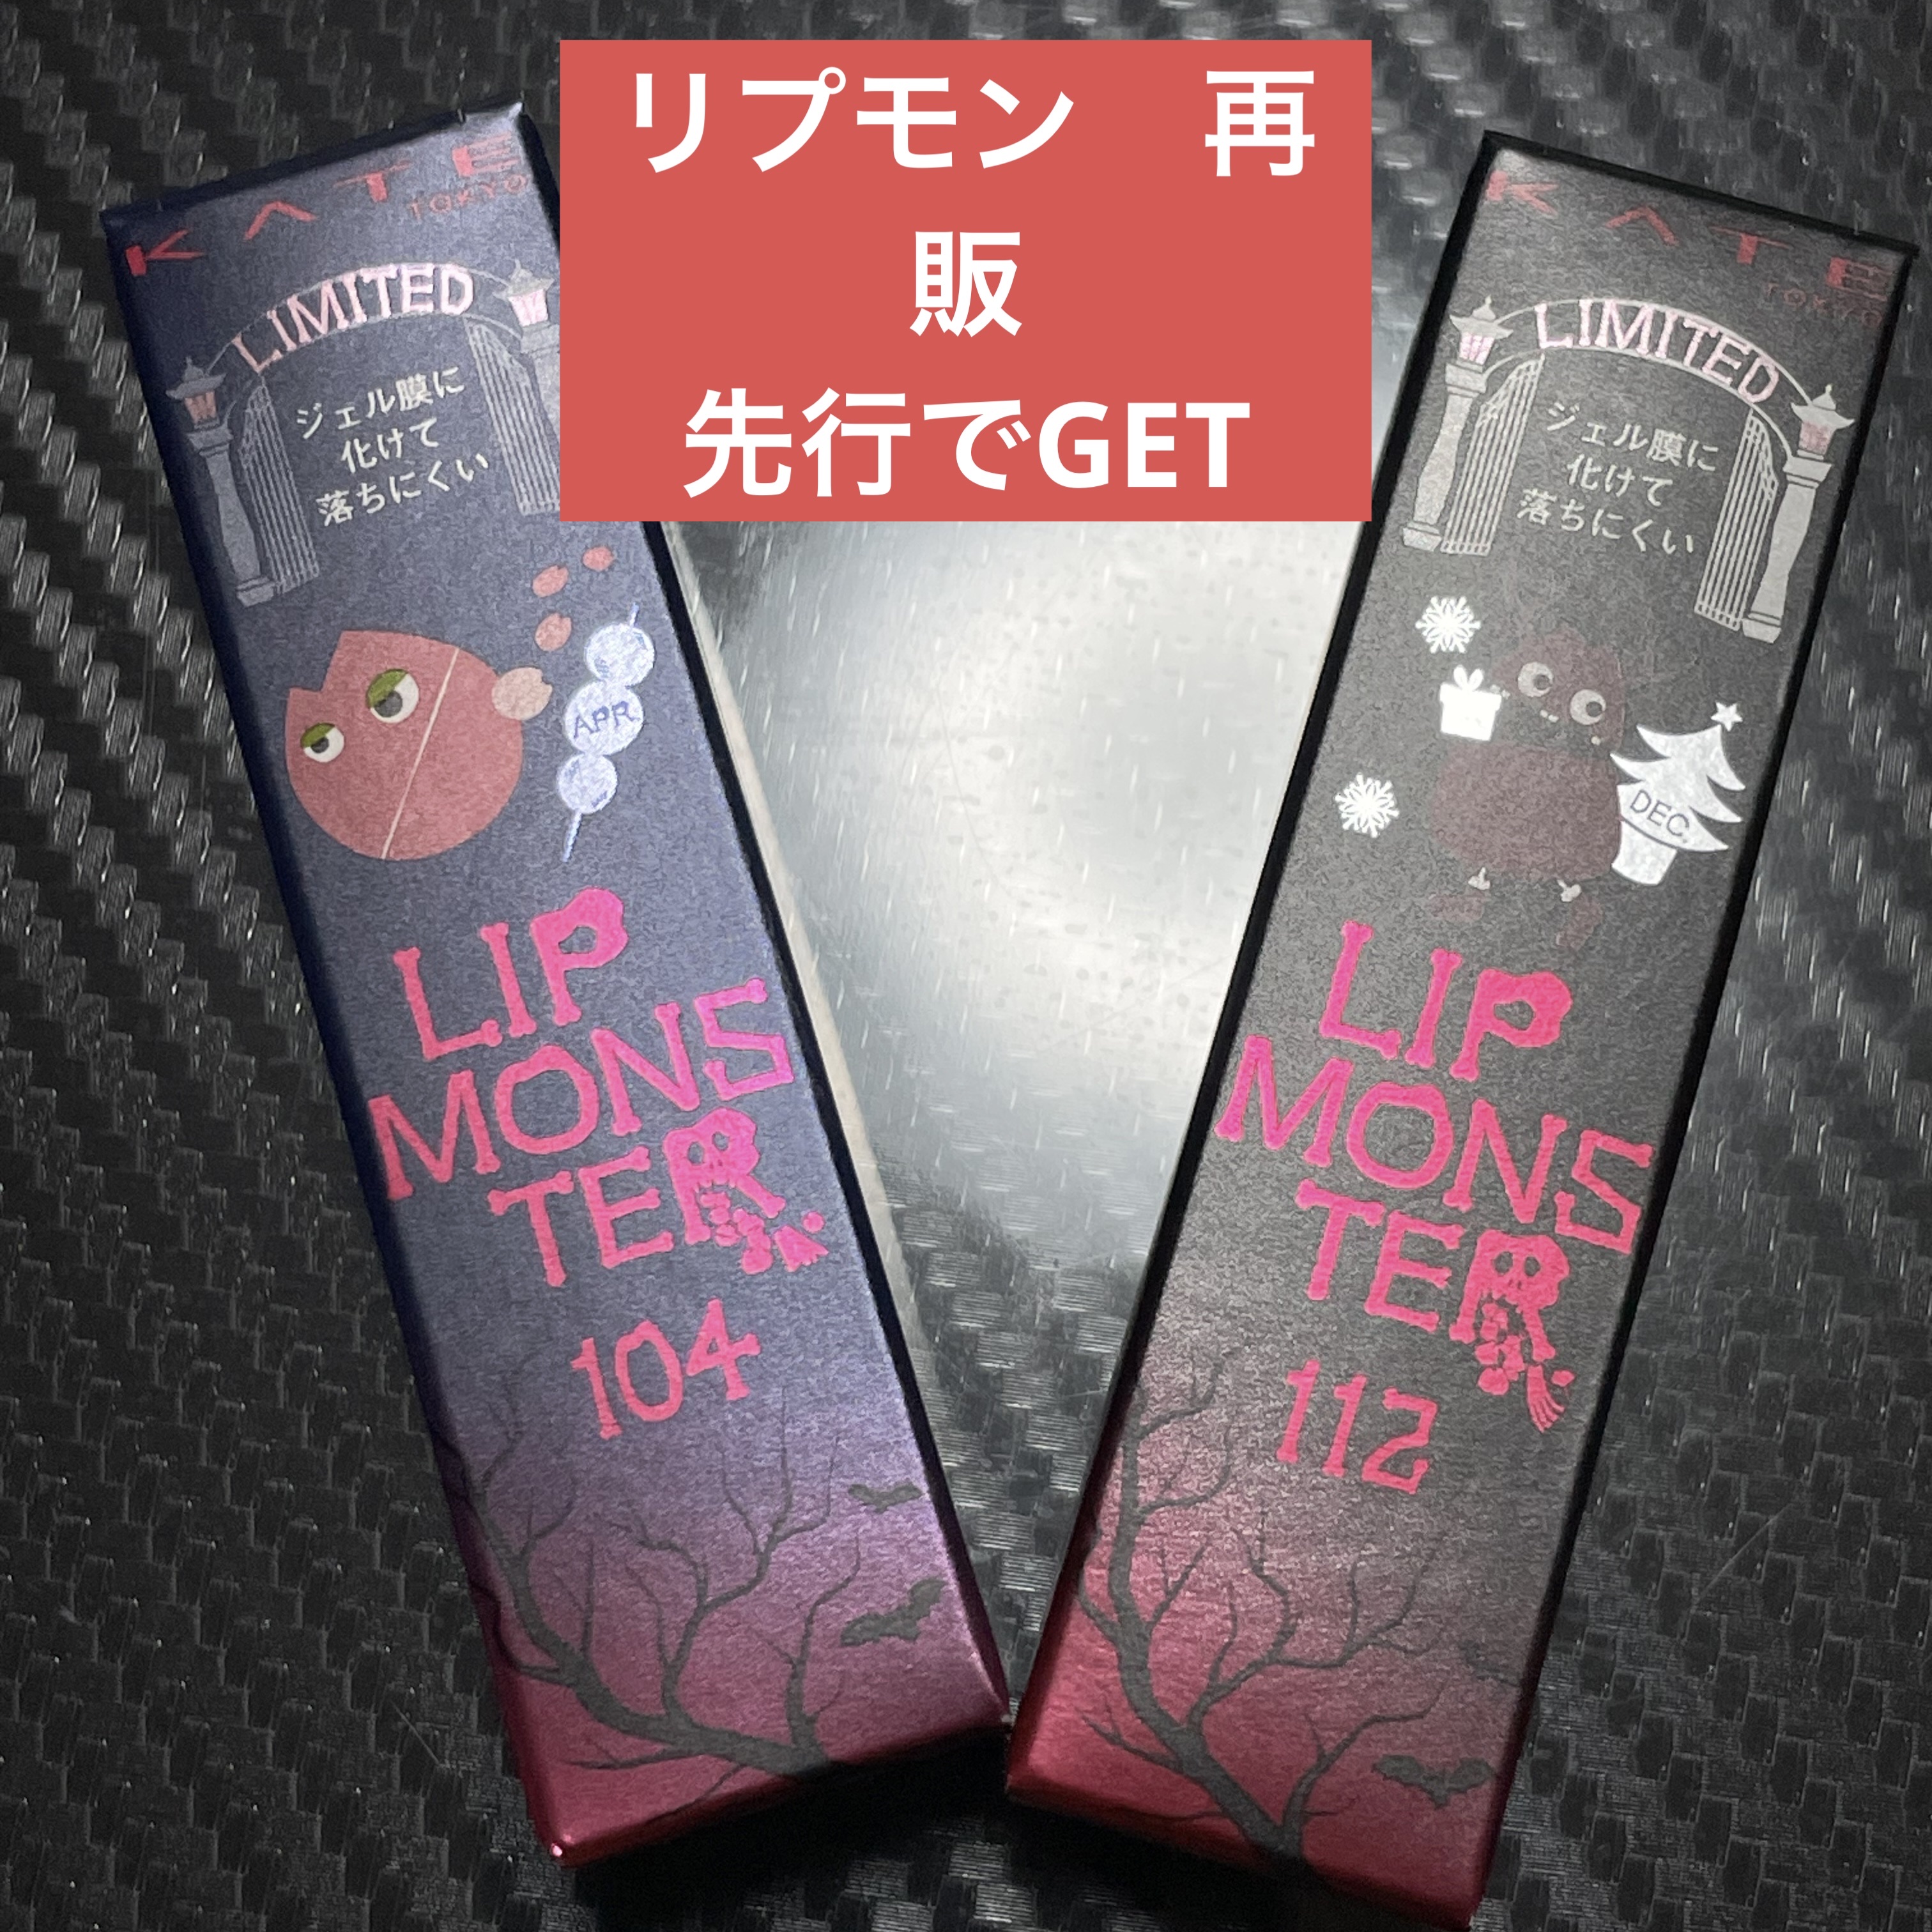 リプモン　再
販
先行でGET
KATE
TOKYO
LIMITED
ジェル膜に
化けて
落ちにくい
APR.
LIP
MONS
TER
104
KATE
TOKYO
LIMITED
ジェル膜に
化けて
落ちにくい
DEC.
LIP
MONS
TER
112